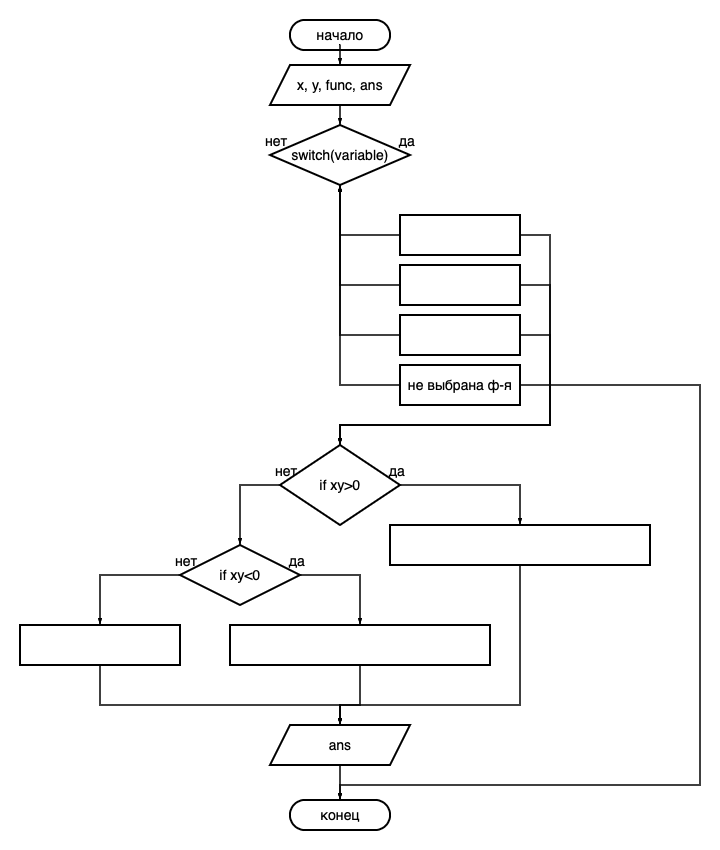 начало
x, y, func, ans
нет
да
switch(variable)
не выбрана ф-я
нет
да
if xy>0
нет
да
if xy<0
ans
конец